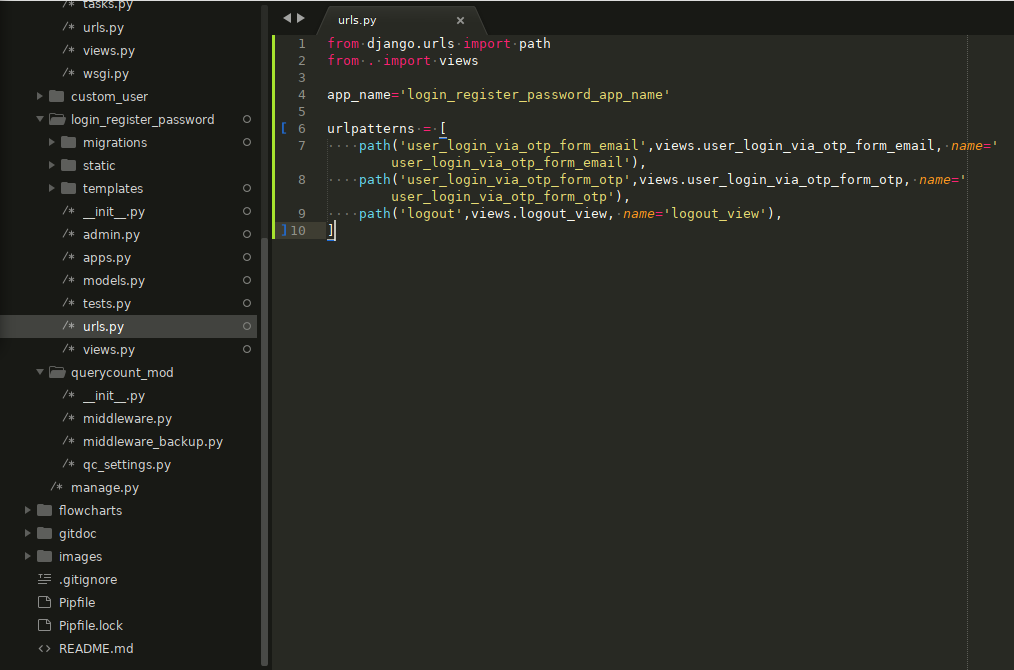 tasks.py
/* urls.py
/* views.py
/* wsgi.py
custom_user
login_register_password
migrations
static
templates
/* __init__.py
/* admin.py
/* apps.py
/* models.py
/* tests.py
/* urls.py
/* views.py
querycount_mod
/* __init__.py
/* middleware.py
/* middleware_backup.py
/* qc_settings.py
/* manage.py
flowcharts
gitdoc
images
.gitignore
Pipfile
Pipfile.lock
<> README.md
urls.py ×
1 from django.urls import path
2 from . import views
3
4 app_name='login_register_password_app_name'
5
[ 6 urlpatterns = [
7 ····path('user_login_via_otp_form_email',views.user_login_via_otp_form_email, name='
user_login_via_otp_form_email'),
8 ····path('user_login_via_otp_form_otp',views.user_login_via_otp_form_otp, name='
user_login_via_otp_form_otp'),
9 ····path('logout',views.logout_view, name='logout_view'),
] 10 ]